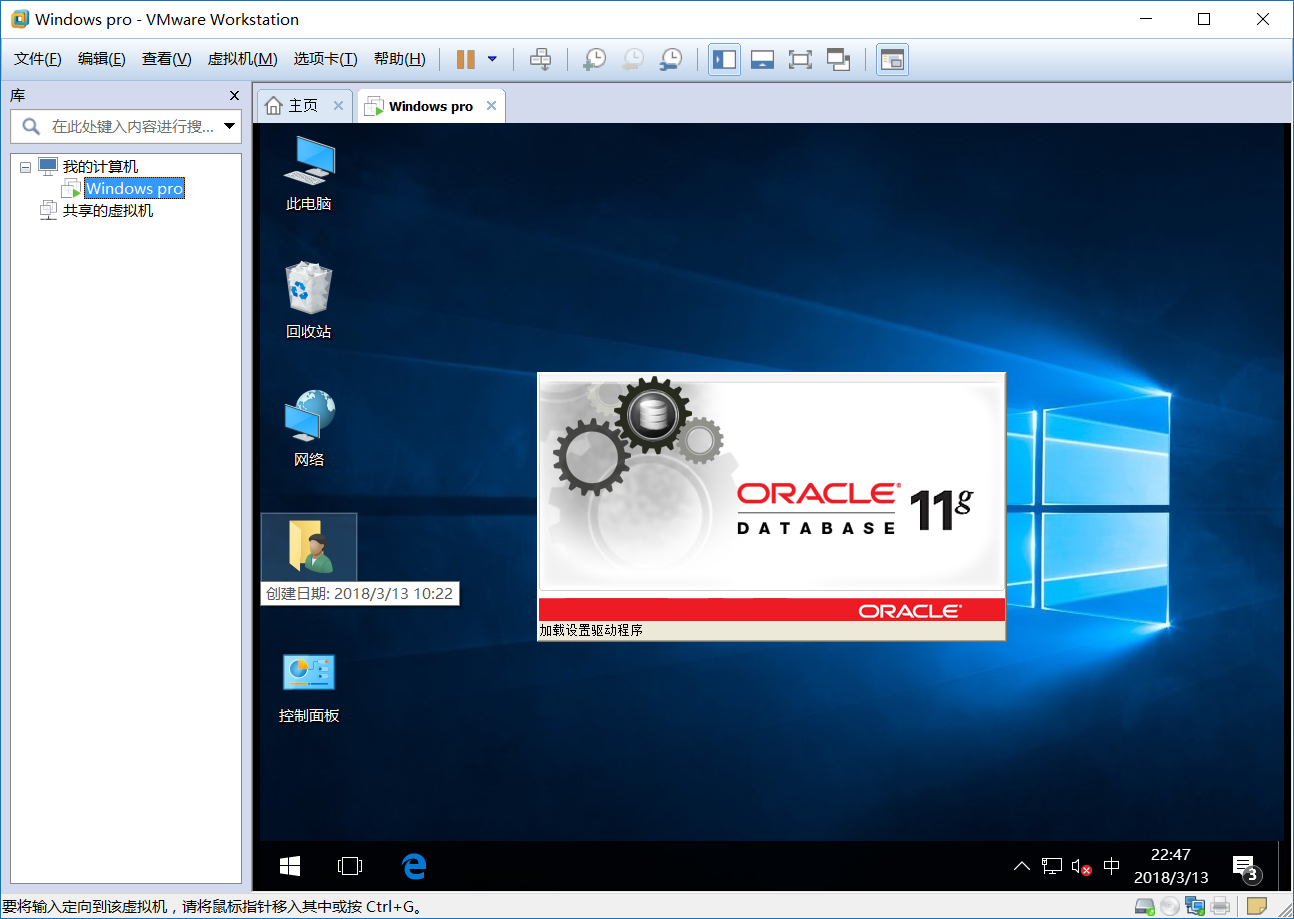 Windows pro - VMware Workstation
文件(F) 编辑(E) 查看(V) 虚拟机(M) 选项卡(T) 帮助(H)
库
在此处键入内容进行搜...
我的计算机
Windows pro
共享的虚拟机
主页
Windows pro
此电脑
回收站
网络
创建日期: 2018/3/13 10:22
控制面板
ORACLE®
DATABASE
11g
ORACLE®
加载设置驱动程序
中
22:47
2018/3/13
3
要将输入定向到该虚拟机，请将鼠标指针移入其中或按 Ctrl+G。